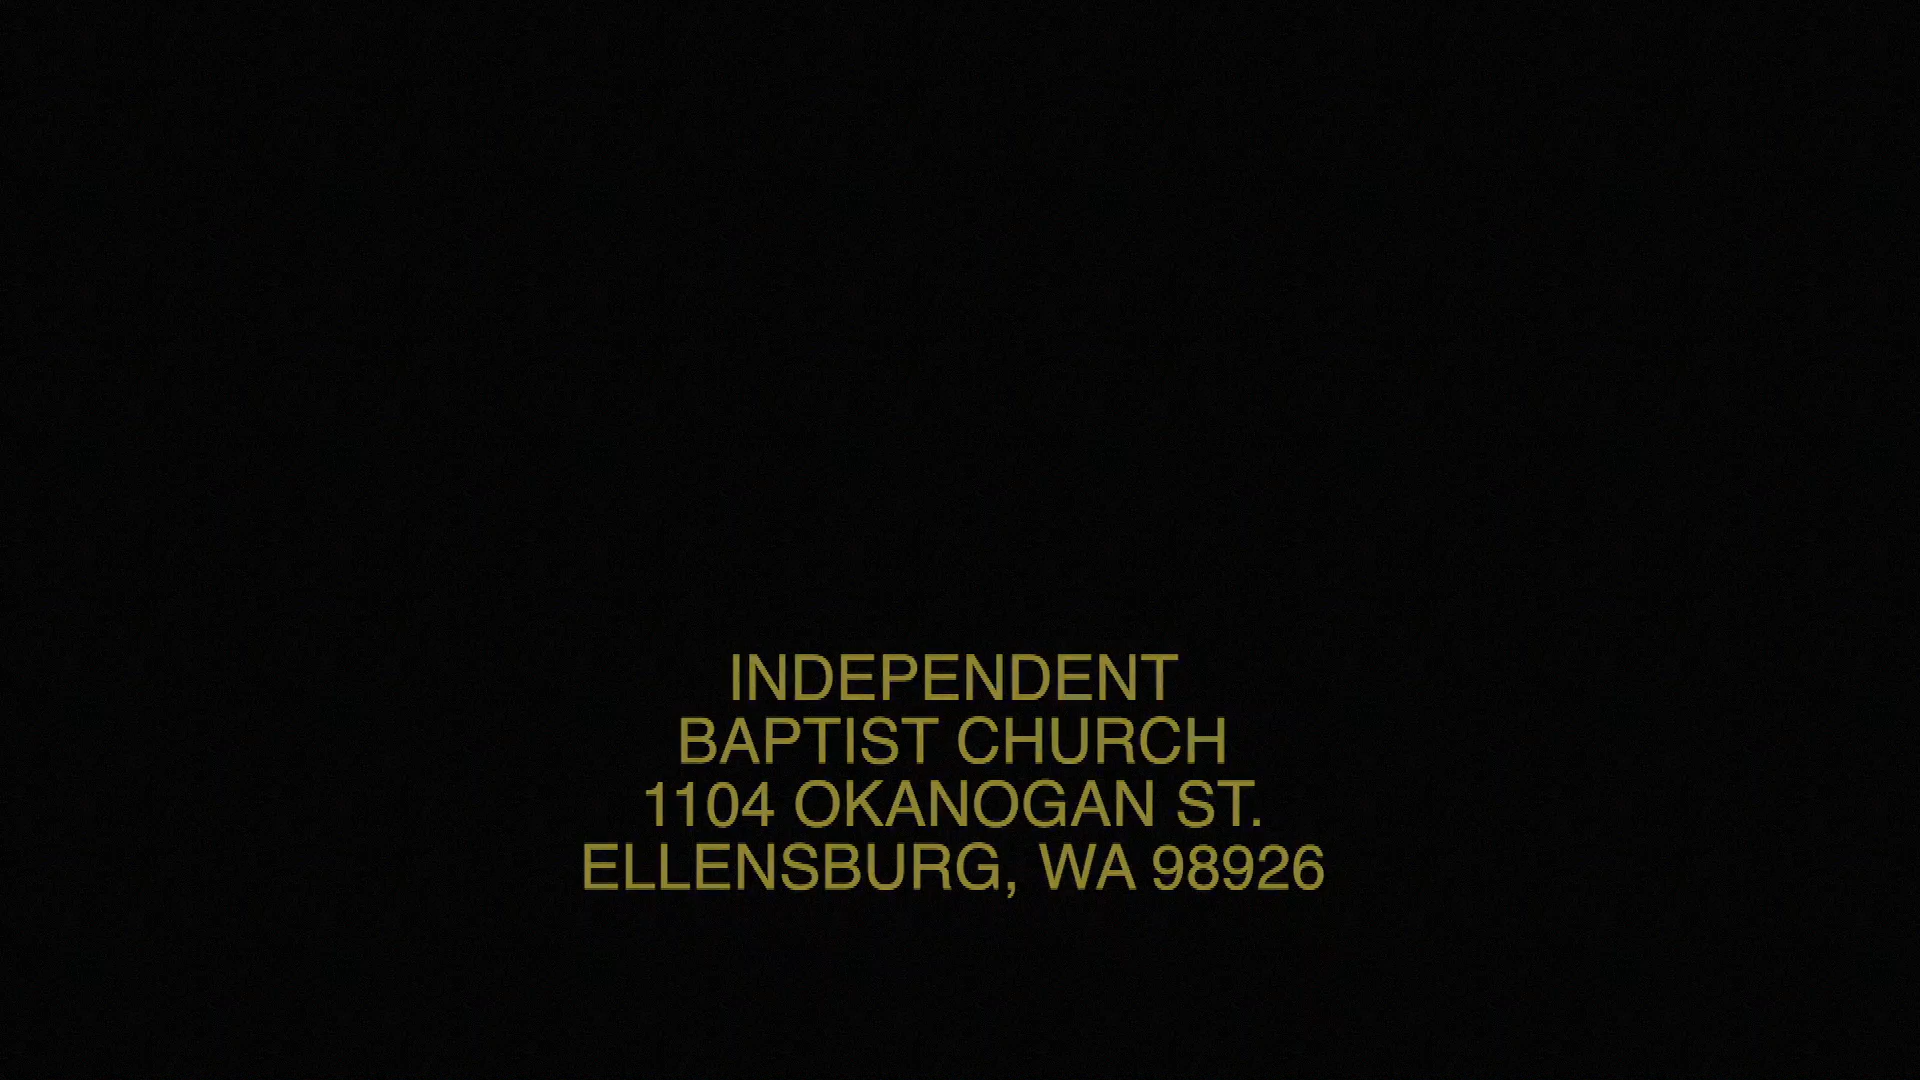 INDEPENDENT
BAPTIST CHURCH
1104 OKANOGAN ST.
ELLENSBURG, WA 98926